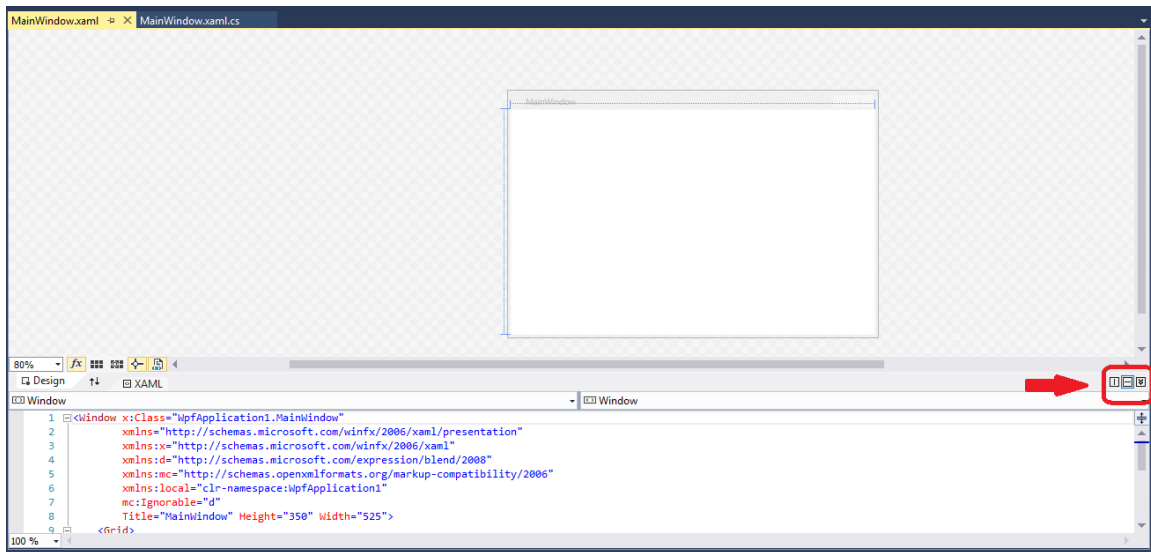 MainWindow.xaml MainWindow.xaml.cs
MainWindow
80% fx
Design XAML
Window Window
1 <Window x:Class="WpfApplication1.MainWindow"
2 xmlns="http://schemas.microsoft.com/winfx/2006/xaml/presentation"
3 xmlns:x="http://schemas.microsoft.com/winfx/2006/xaml"
4 xmlns:d="http://schemas.microsoft.com/expression/blend/2008"
5 xmlns:mc="http://schemas.openxmlformats.org/markup-compatibility/2006"
6 xmlns:local="clr-namespace:WpfApplication1"
7 mc:Ignorable="d"
8 Title="MainWindow" Height="350" Width="525">
9 <Grid>
100 %